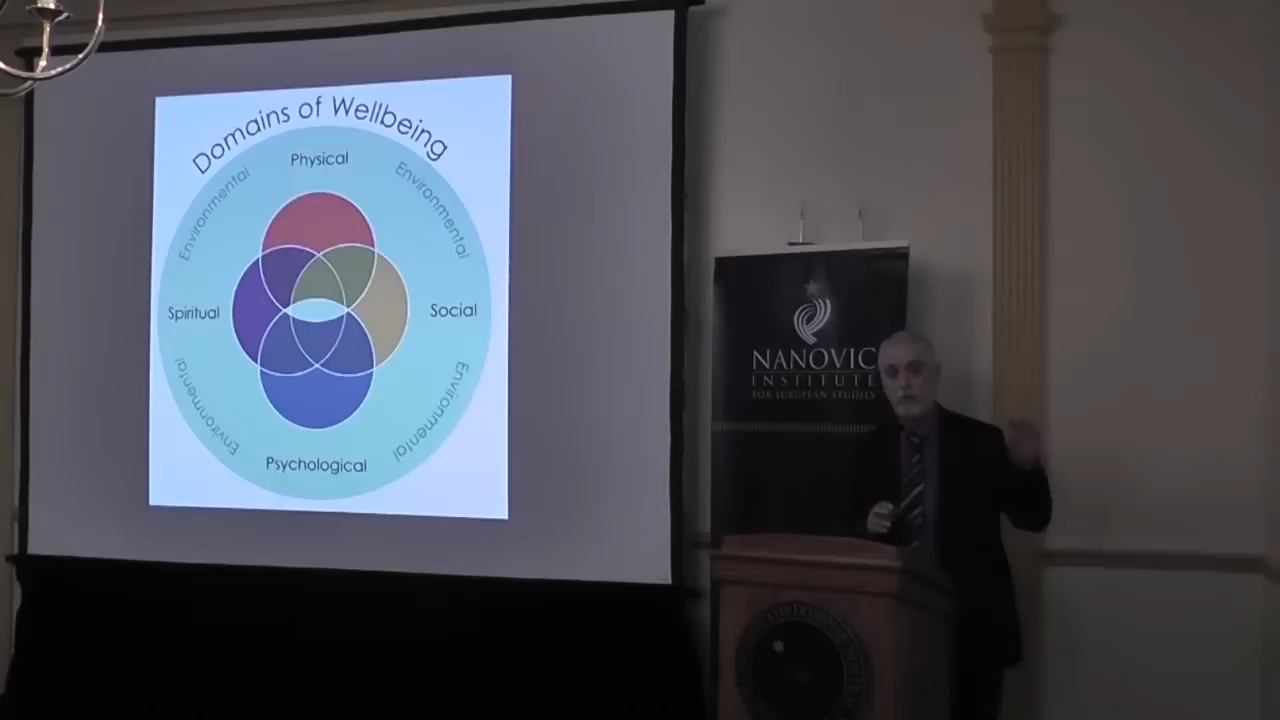 Domains of Wellbeing
Physical
Environmental
Environmental
Spiritual
Social
Environmental
Environmental
Psychological
NANOVIC
INSTITUTE
FOR EUROPEAN STUDIES